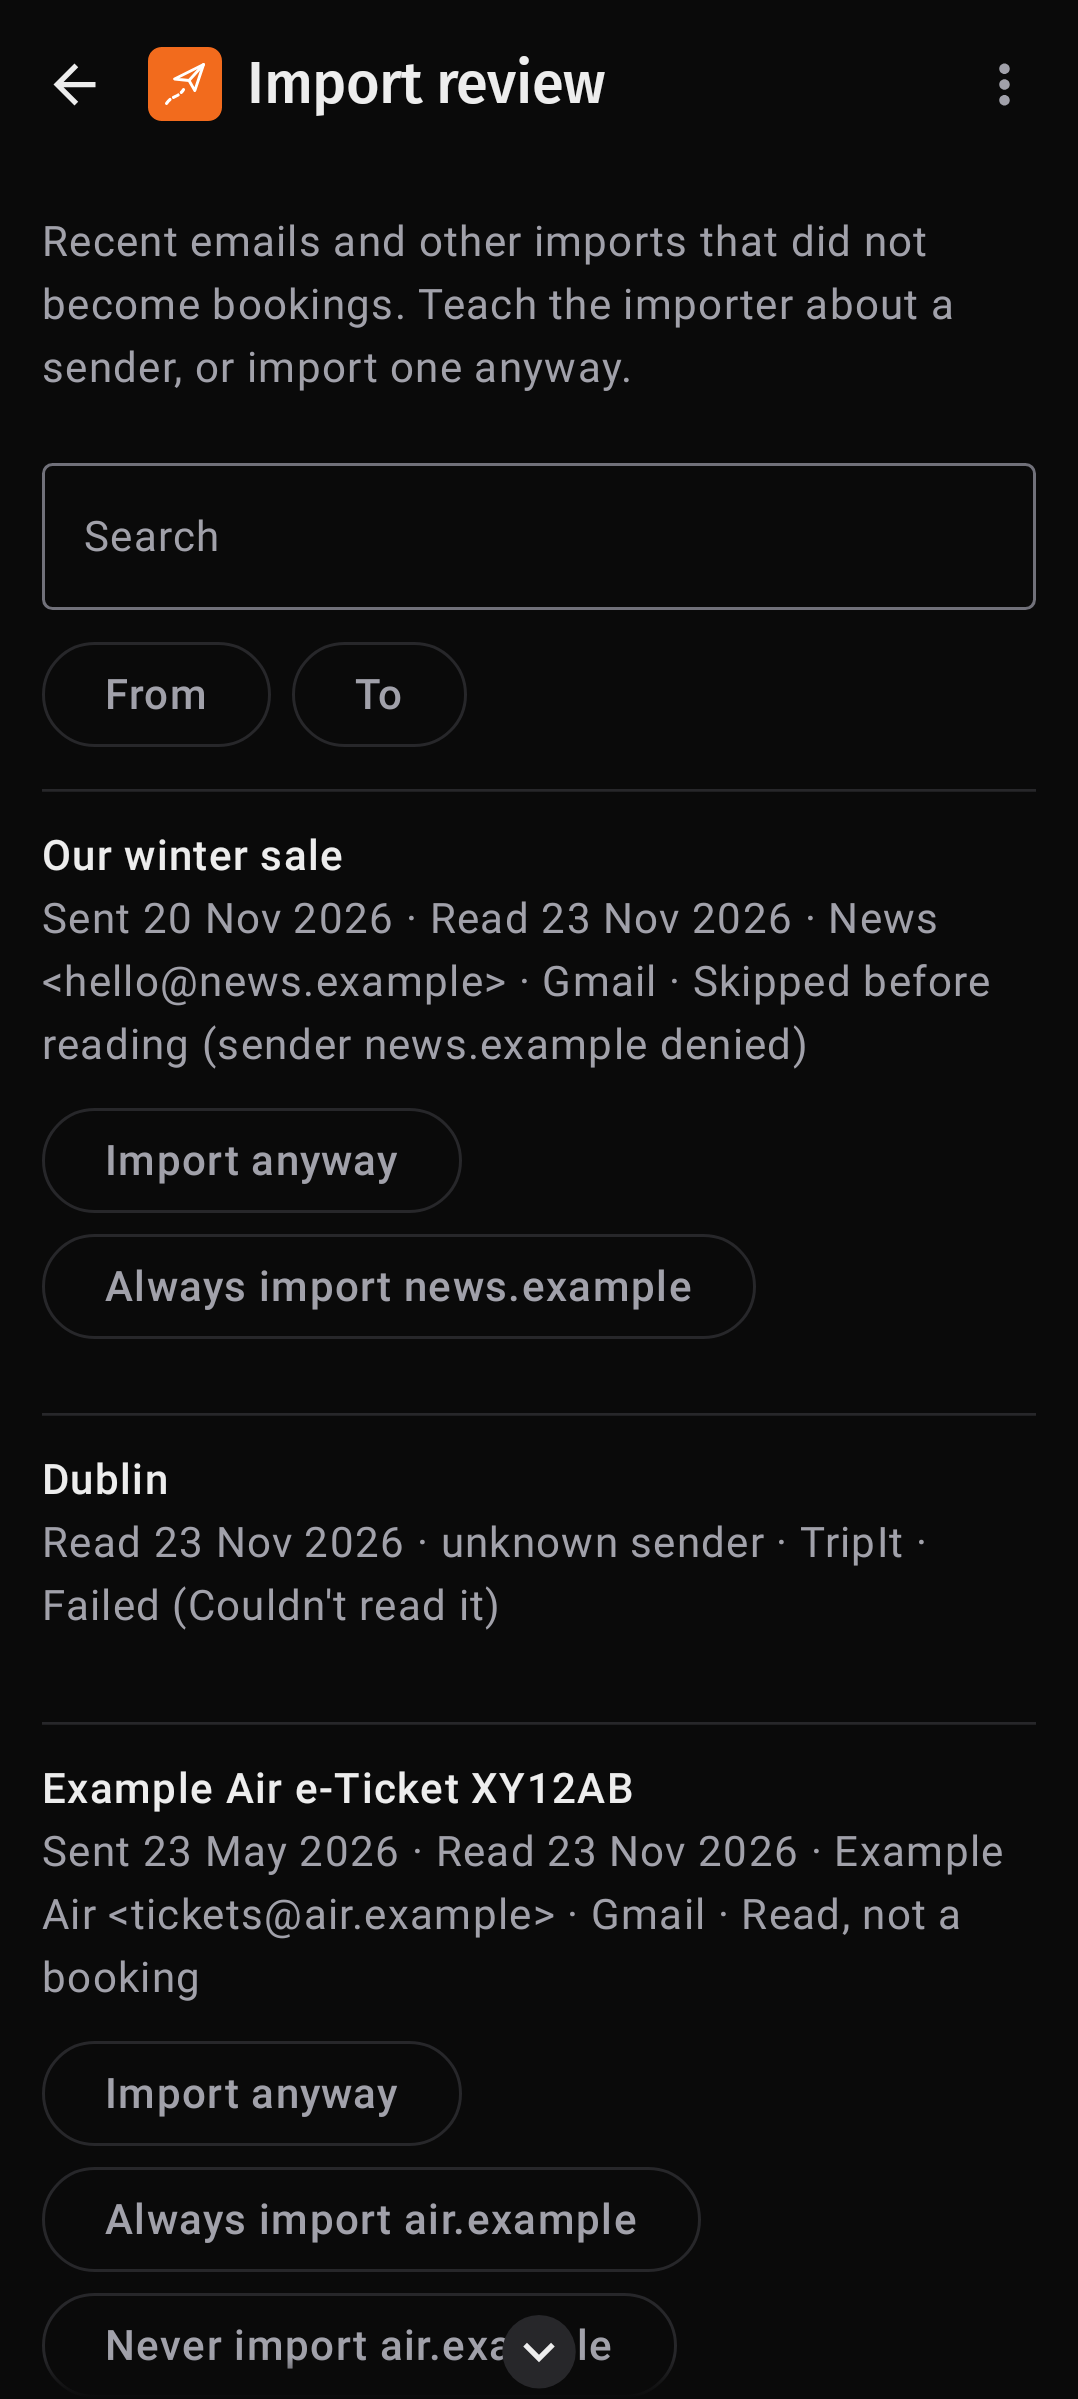 Import review
Recent emails and other imports that did not
become bookings. Teach the importer about a
sender, or import one anyway.
Search
From
To
Our winter sale
Sent 20 Nov 2026 · Read 23 Nov 2026 · News
<hello@news.example> · Gmail · Skipped before
reading (sender news.example denied)
Import anyway
Always import news.example
Dublin
Read 23 Nov 2026 · unknown sender · TripIt ·
Failed (Couldn't read it)
Example Air e-Ticket XY12AB
Sent 23 May 2026 · Read 23 Nov 2026 · Example
Air <tickets@air.example> · Gmail · Read, not a
booking
Import anyway
Always import air.example
Never import